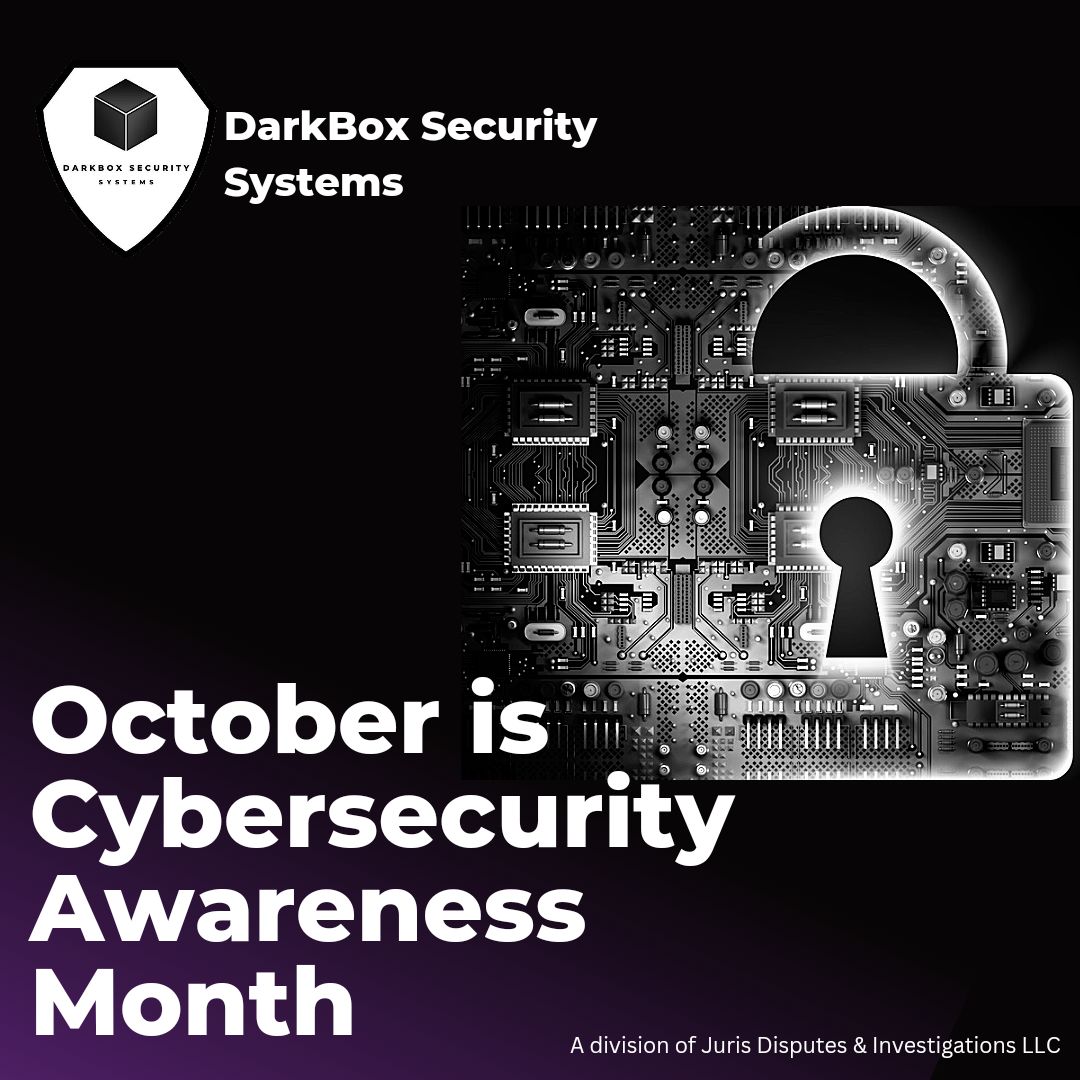 DARKBOX SECURITY
SYSTEMS
DarkBox Security
Systems
October is
Cybersecurity
Awareness
Month
A division of Juris Disputes & Investigations LLC